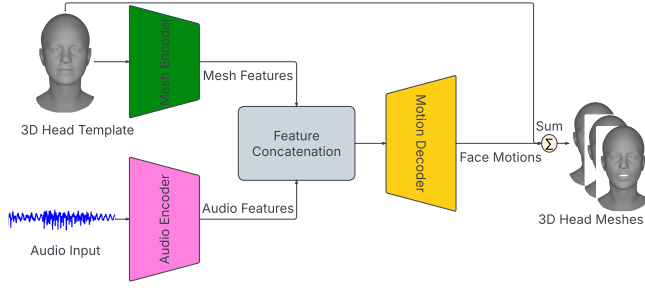 Mesh Encoder
Mesh Features
3D Head Template
Feature
Concatenation
Motion Decoder
Sum
Σ
Face Motions
Audio Encoder
Audio Features
Audio Input
3D Head Meshes